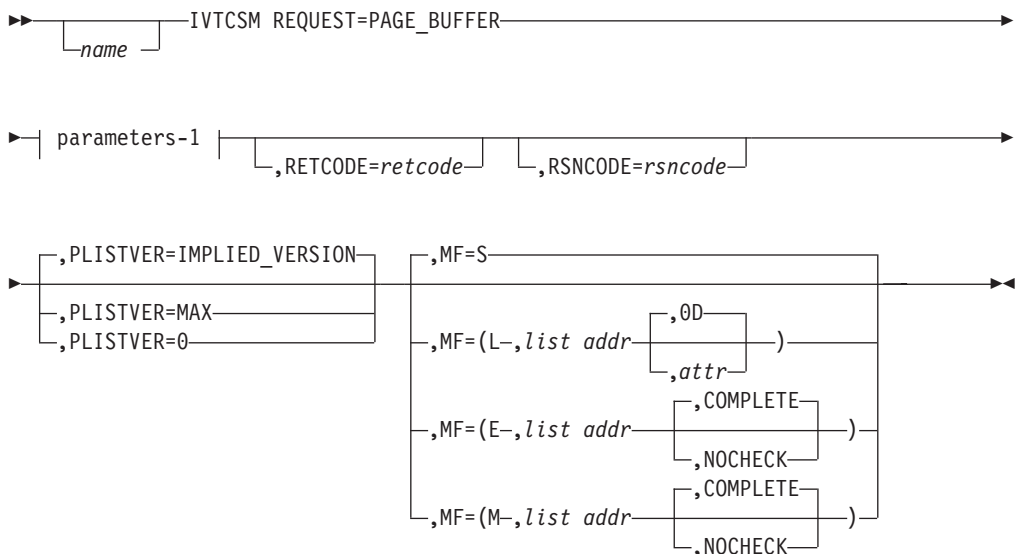 IVTCSM REQUEST=PAGE_BUFFER
name
parameters-1
,RETCODE=retcode ,RSNCODE=rsncode
,PLISTVER=IMPLIED_VERSION ,MF=S
,PLISTVER=MAX
,PLISTVER=0
,0D
,MF=(L ,list addr )
,attr
,COMPLETE
,MF=(E ,list addr )
,NOCHECK
,COMPLETE
,MF=(M ,list addr )
,NOCHECK